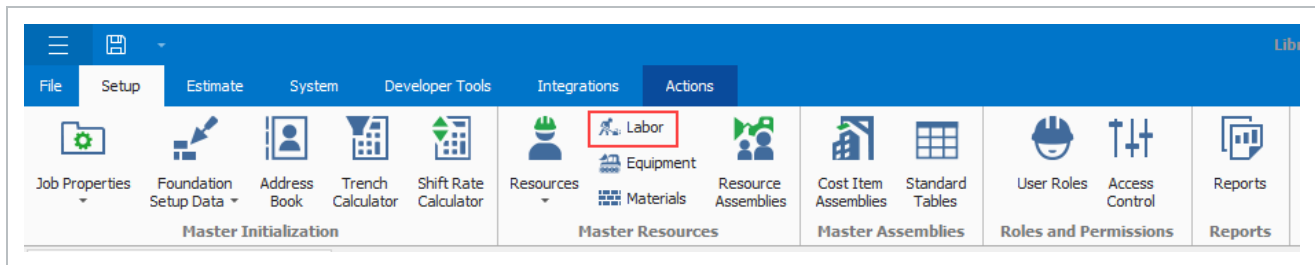 Libr
File Setup Estimate System Developer Tools Integrations Actions
Labor
Equipment
Materials
Job Properties
Foundation
Setup Data
Address
Book
Trench
Calculator
Shift Rate
Calculator
Resources
Resource
Assemblies
Cost Item
Assemblies
Standard
Tables
User Roles
Access
Control
Reports
Master Initialization
Master Resources
Master Assemblies
Roles and Permissions
Reports